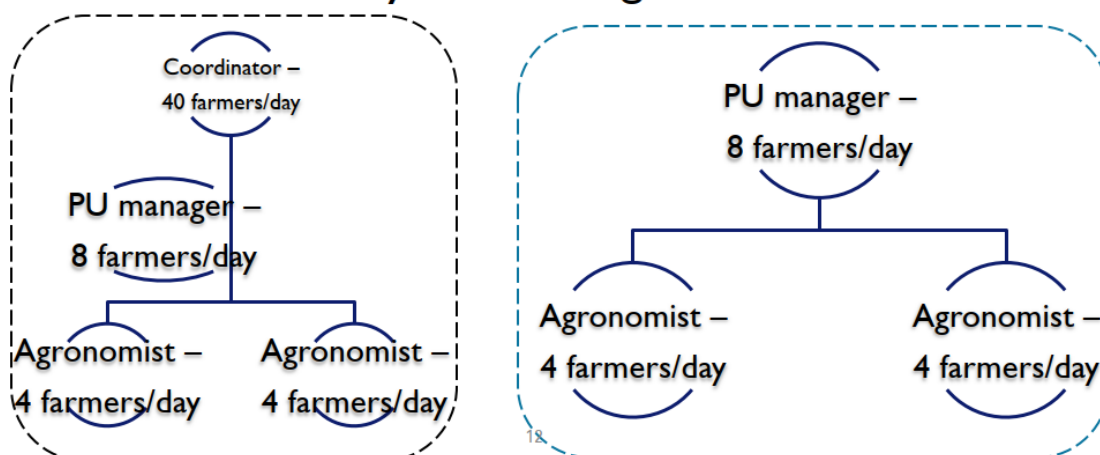 Coordinator –
40 farmers/day
PU manager –
8 farmers/day
Agronomist –
4 farmers/day
Agronomist –
4 farmers/day
PU manager –
8 farmers/day
Agronomist –
4 farmers/day
Agronomist –
4 farmers/day
12